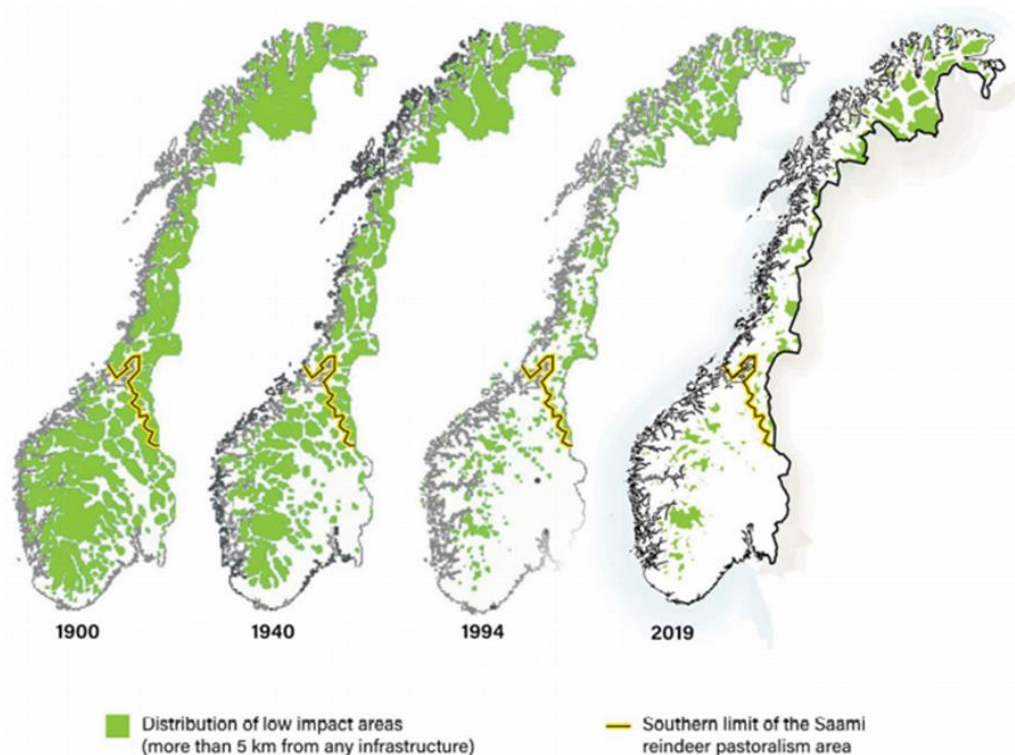 1900
1940
1994
2019
Distribution of low impact areas
(more than 5 km from any infrastructure)
Southern limit of the Saami
reindeer pastoralism area